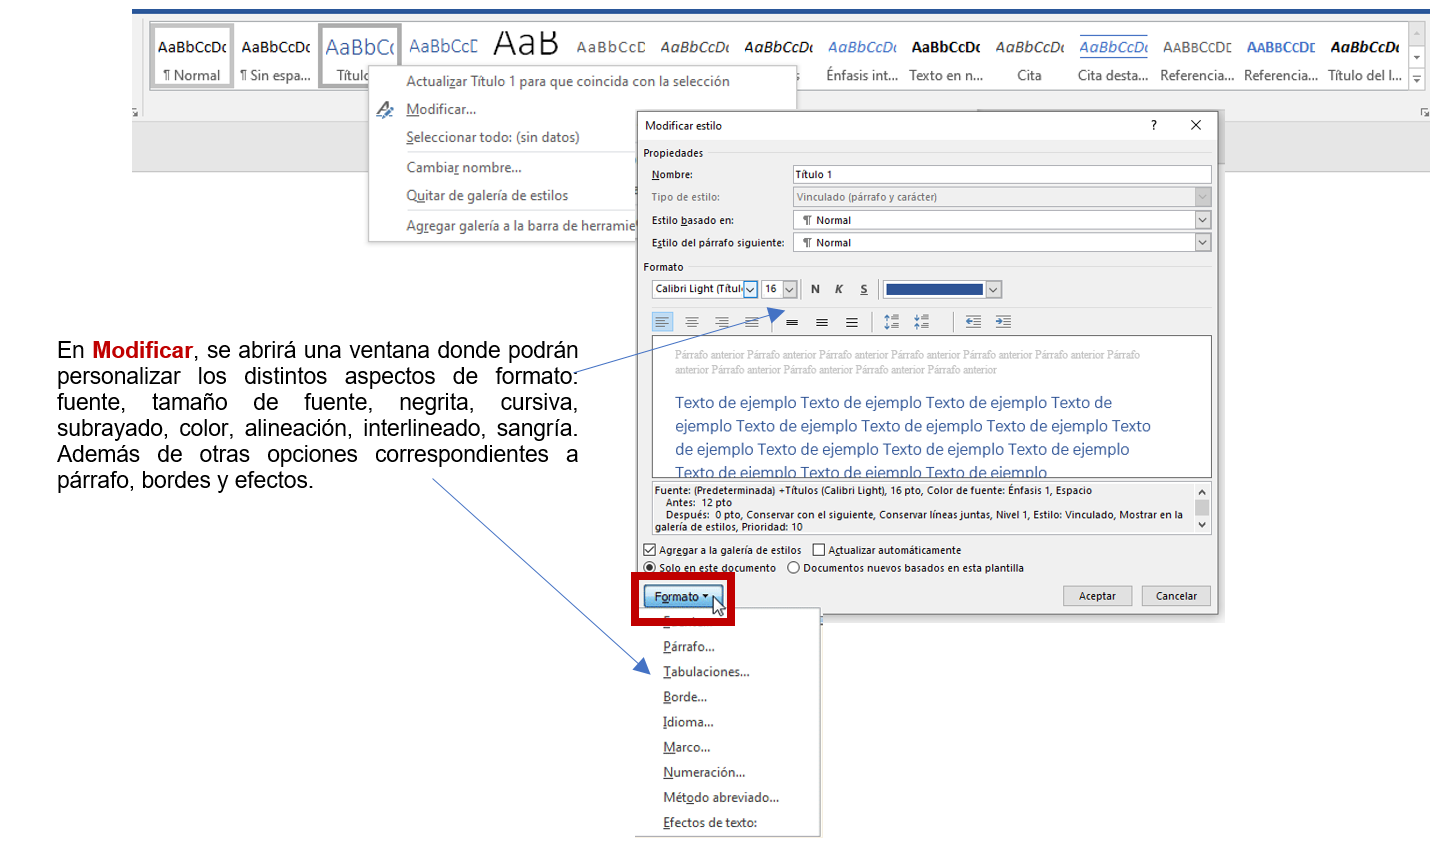 AaBbCcDc AaBbCcDc AaBbC( AaBbCcE AaB AaBbCcD AaBbCcDc AaBbCcDc AaBbCcDc AaBbCcDc AaBbCcDc AaBbCcDc AABBCCDE AABBCCDE AaBbCcDc
¶ Normal ¶ Sin espa... Títul Énfasis int... Texto en n... Cita Cita desta... Referencia... Referencia... Título del l...
Actualizar Título 1 para que coincida con la selección
Modificar...
Seleccionar todo: (sin datos)
Cambiar nombre...
Quitar de galería de estilos
Agregar galería a la barra de herramie
Modificar estilo ? ×
Propiedades
Nombre: Título 1
Tipo de estilo: Vinculado (párrafo y carácter)
Estilo basado en: ¶ Normal
Estilo del párrafo siguiente: ¶ Normal
Formato
Calibri Light (Títul 16 N K S
Párrafo anterior Párrafo anterior Párrafo anterior Párrafo anterior Párrafo anterior Párrafo anterior Párrafo
anterior Párrafo anterior Párrafo anterior Párrafo anterior Párrafo anterior
Texto de ejemplo Texto de ejemplo Texto de ejemplo Texto de
ejemplo Texto de ejemplo Texto de ejemplo Texto de ejemplo Texto
de ejemplo Texto de ejemplo Texto de ejemplo Texto de ejemplo
Texto de ejemplo Texto de ejemplo Texto de ejemplo
Fuente: (Predeterminada) +Títulos (Calibri Light), 16 pto, Color de fuente: Énfasis 1, Espacio
Antes: 12 pto
Después: 0 pto, Conservar con el siguiente, Conservar líneas juntas, Nivel 1, Estilo: Vinculado, Mostrar en la
galería de estilos, Prioridad: 10
Agregar a la galería de estilos Actualizar automáticamente
Solo en este documento Documentos nuevos basados en esta plantilla
Formato Aceptar Cancelar
Párrafo...
Tabulaciones...
Borde...
Idioma...
Marco...
Numeración...
Método abreviado...
Efectos de texto:
En Modificar, se abrirá una ventana donde podrán
personalizar los distintos aspectos de formato:
fuente, tamaño de fuente, negrita, cursiva,
subrayado, color, alineación, interlineado, sangría.
Además de otras opciones correspondientes a
párrafo, bordes y efectos.